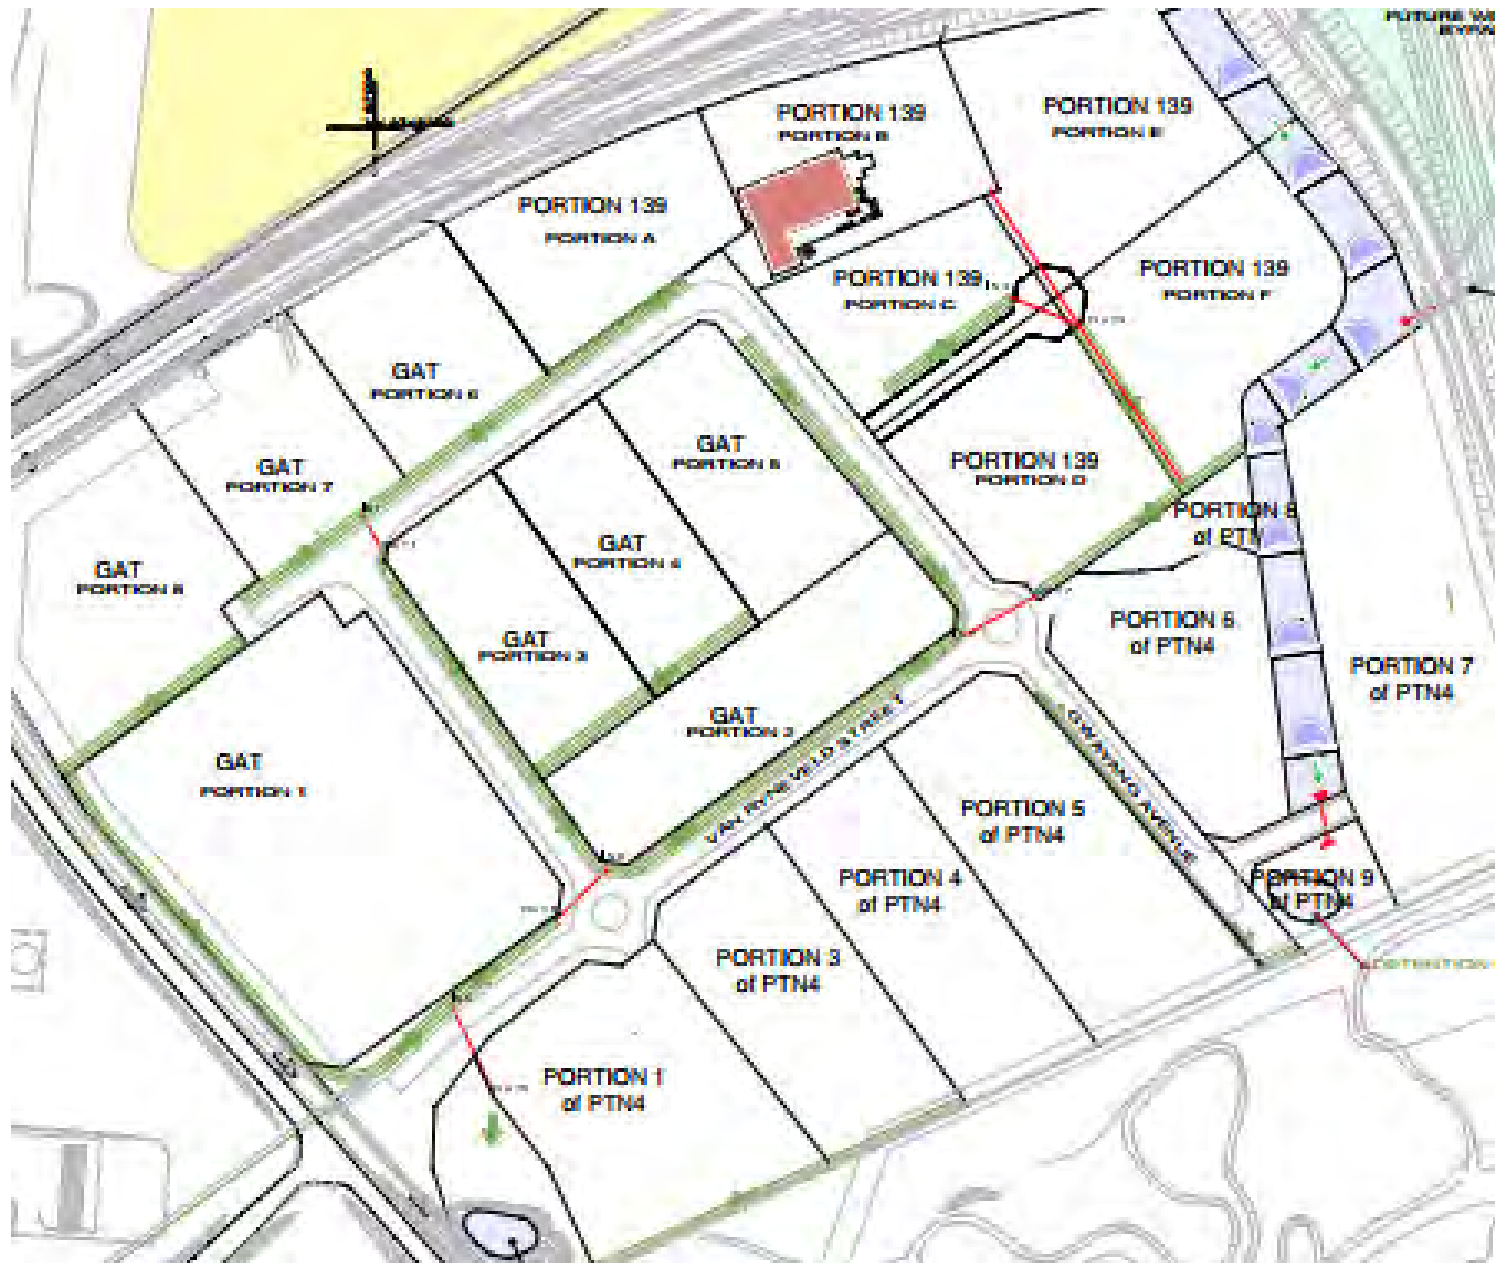 PORTION 139
PORTION B
PORTION 139
PORTION E
PORTION 139
PORTION A
PORTION 139
PORTION C
PORTION 139
PORTION F
GAT
PORTION 6
GAT
PORTION 5
GAT
PORTION 7
PORTION 139
PORTION D
PORTION 8
of PTN
GAT
PORTION 4
GAT
PORTION 8
GAT
PORTION 3
PORTION 6
of PTN4
PORTION 7
of PTN4
GAT
PORTION 2
VAN RYNEVELD STREET
GWAYANG AVENUE
GAT
PORTION 1
PORTION 5
of PTN4
PORTION 4
of PTN4
PORTION 9
of PTN4
PORTION 3
of PTN4
DETENTION
PORTION 1
of PTN4